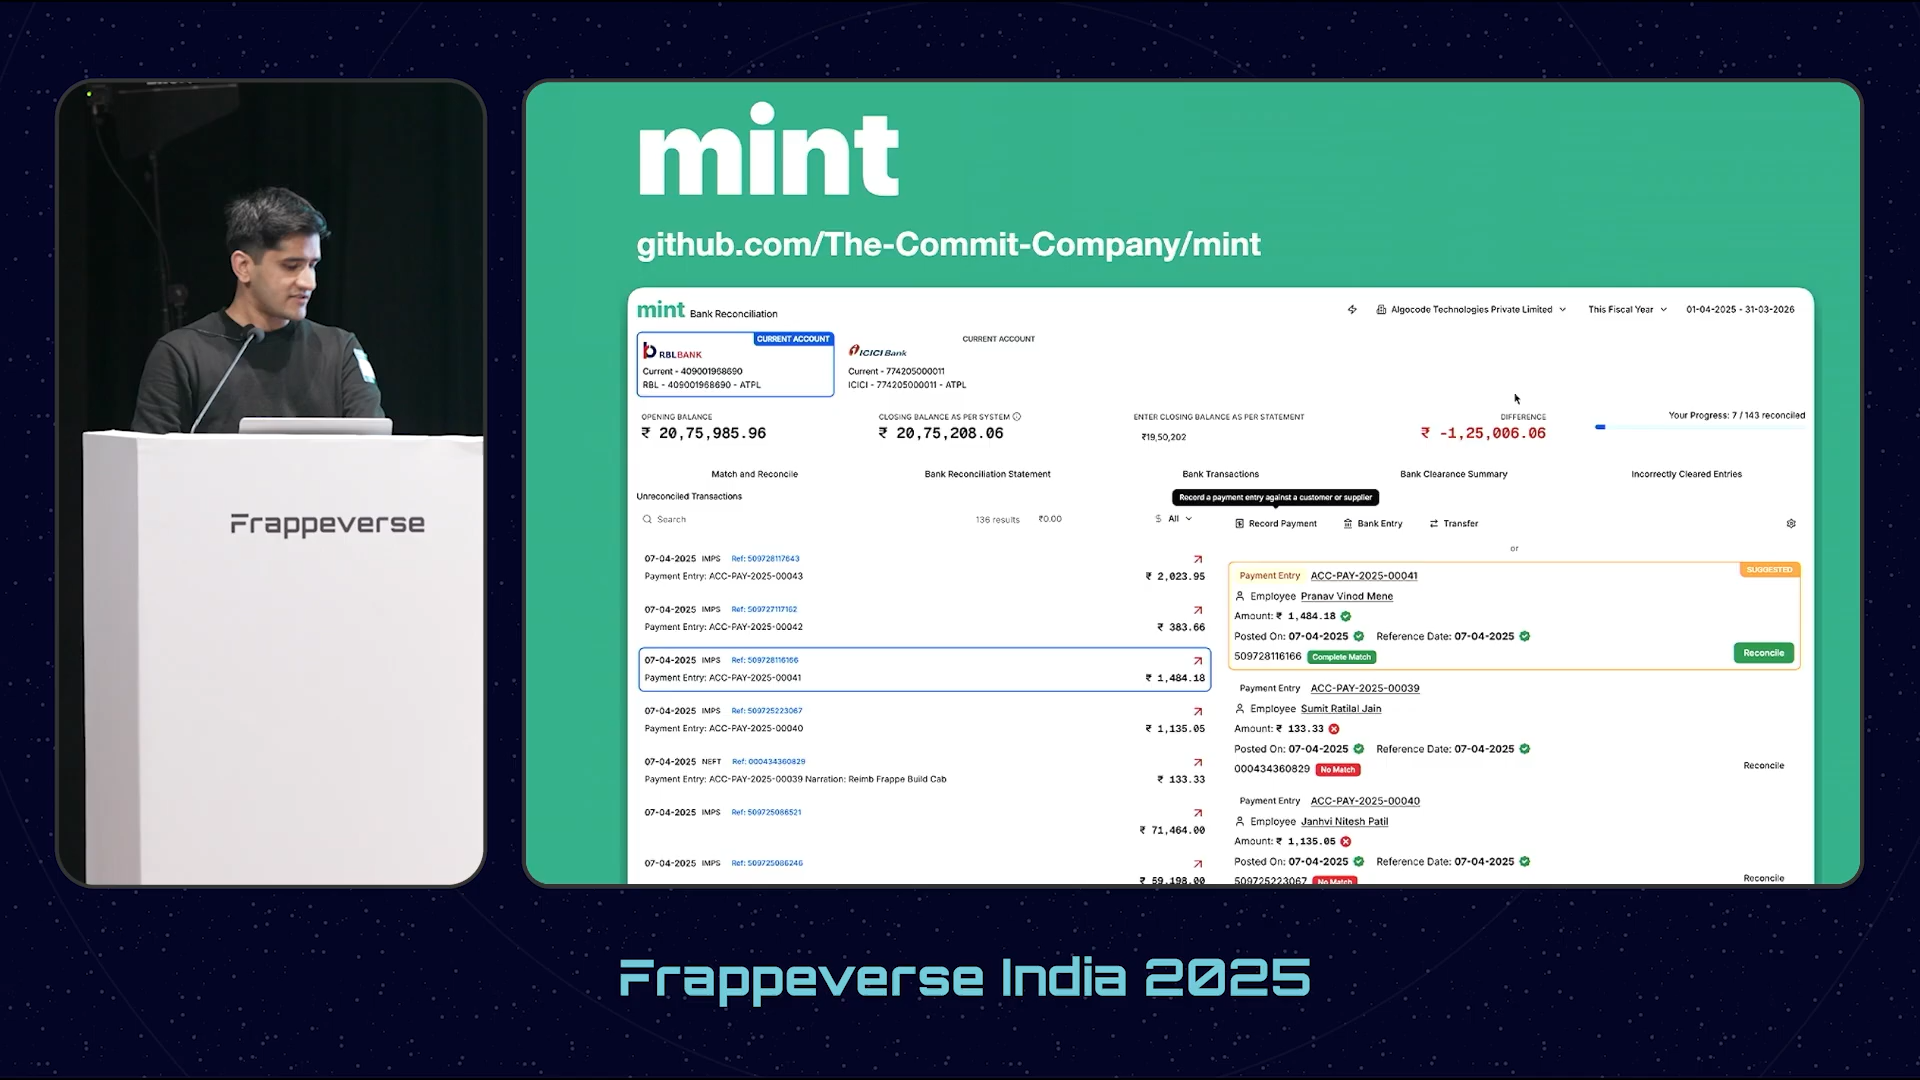 mint
github.com/The-Commit-Company/mint
mint Bank Reconciliation
Algocode Technologies Private Limited
This Fiscal Year
01-04-2025 - 31-03-2026
CURRENT ACCOUNT
RBLBANK
Current - 409001968690
RBL - 409001968690 - ATPL
CURRENT ACCOUNT
ICICI Bank
Current - 774205000011
ICICI - 774205000011 - ATPL
OPENING BALANCE
₹ 20,75,985.96
CLOSING BALANCE AS PER SYSTEM
₹ 20,75,208.06
ENTER CLOSING BALANCE AS PER STATEMENT
₹19,50,202
DIFFERENCE
₹ -1,25,006.06
Your Progress: 7 / 143 reconciled
Match and Reconcile
Bank Reconciliation Statement
Bank Transactions
Bank Clearance Summary
Incorrectly Cleared Entries
Unreconciled Transactions
Record a payment entry against a customer or supplier
Search
136 results
₹0.00
$ All
Record Payment
Bank Entry
Transfer
or
07-04-2025 IMPS Ref: 509728117643
Payment Entry: ACC-PAY-2025-00043
₹ 2,023.95
07-04-2025 IMPS Ref: 509727117162
Payment Entry: ACC-PAY-2025-00042
₹ 383.66
07-04-2025 IMPS Ref: 509728116166
Payment Entry: ACC-PAY-2025-00041
₹ 1,484.18
07-04-2025 IMPS Ref: 509725223067
Payment Entry: ACC-PAY-2025-00040
₹ 1,135.05
07-04-2025 NEFT Ref: 000434360829
Payment Entry: ACC-PAY-2025-00039 Narration: Reimb Frappe Build Cab
₹ 133.33
07-04-2025 IMPS Ref: 509725086521
₹ 71,464.00
07-04-2025 IMPS Ref: 509725086246
₹ 59,198.00
SUGGESTED
Payment Entry ACC-PAY-2025-00041
Employee Pranav Vinod Mene
Amount: ₹ 1,484.18
Posted On: 07-04-2025 Reference Date: 07-04-2025
509728116166 Complete Match
Reconcile
Payment Entry ACC-PAY-2025-00039
Employee Sumit Ratilal Jain
Amount: ₹ 133.33
Posted On: 07-04-2025 Reference Date: 07-04-2025
000434360829 No Match
Reconcile
Payment Entry ACC-PAY-2025-00040
Employee Janhvi Nitesh Patil
Amount: ₹ 1,135.05
Posted On: 07-04-2025 Reference Date: 07-04-2025
509725223067 No Match
Reconcile
Frappeverse
Frappeverse India 2025